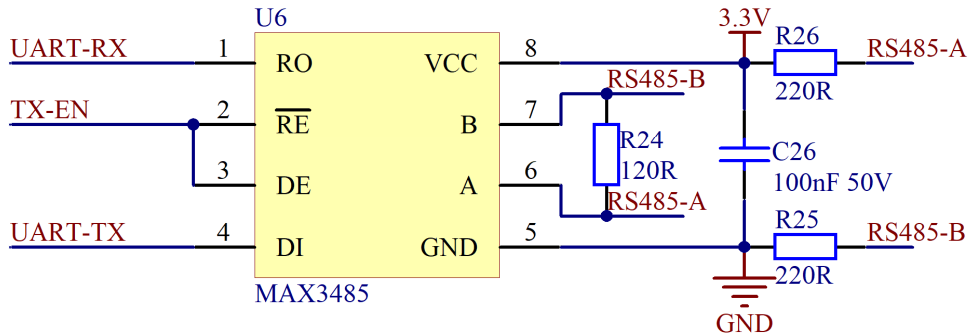 U6
3.3V
R26
UART-RX
1
RO
VCC
8
RS485-A
RS485-B
220R
TX-EN
2
RE
B
7
R24
120R
C26
100nF 50V
3
DE
A
6
RS485-A
R25
UART-TX
4
DI
GND
5
RS485-B
220R
MAX3485
GND